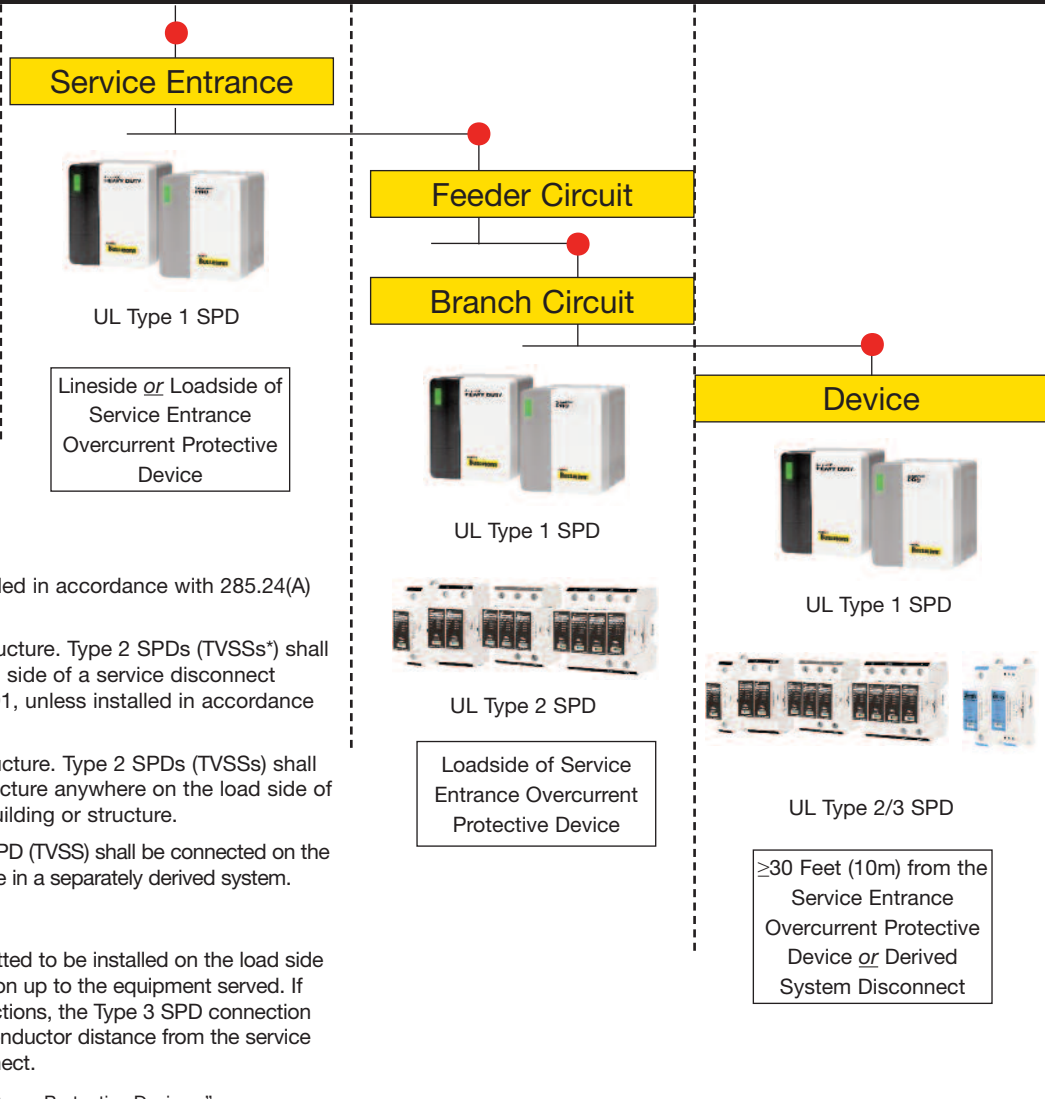 Service Entrance
UL Type 1 SPD
Lineside or Loadside of
Service Entrance
Overcurrent Protective
Device
Feeder Circuit
Branch Circuit
UL Type 1 SPD
UL Type 2 SPD
Loadside of Service
Entrance Overcurrent
Protective Device
Device
UL Type 1 SPD
UL Type 2/3 SPD
≥30 Feet (10m) from the
Service Entrance
Overcurrent Protective
Device or Derived
System Disconnect
led in accordance with 285.24(A)
ucture. Type 2 SPDs (TVSSs*) shall
side of a service disconnect
1, unless installed in accordance
ucture. Type 2 SPDs (TVSSs) shall
cture anywhere on the load side of
uilding or structure.
PD (TVSS) shall be connected on the
e in a separately derived system.
tted to be installed on the load side
on up to the equipment served. If
ctions, the Type 3 SPD connection
onductor distance from the service
nect.